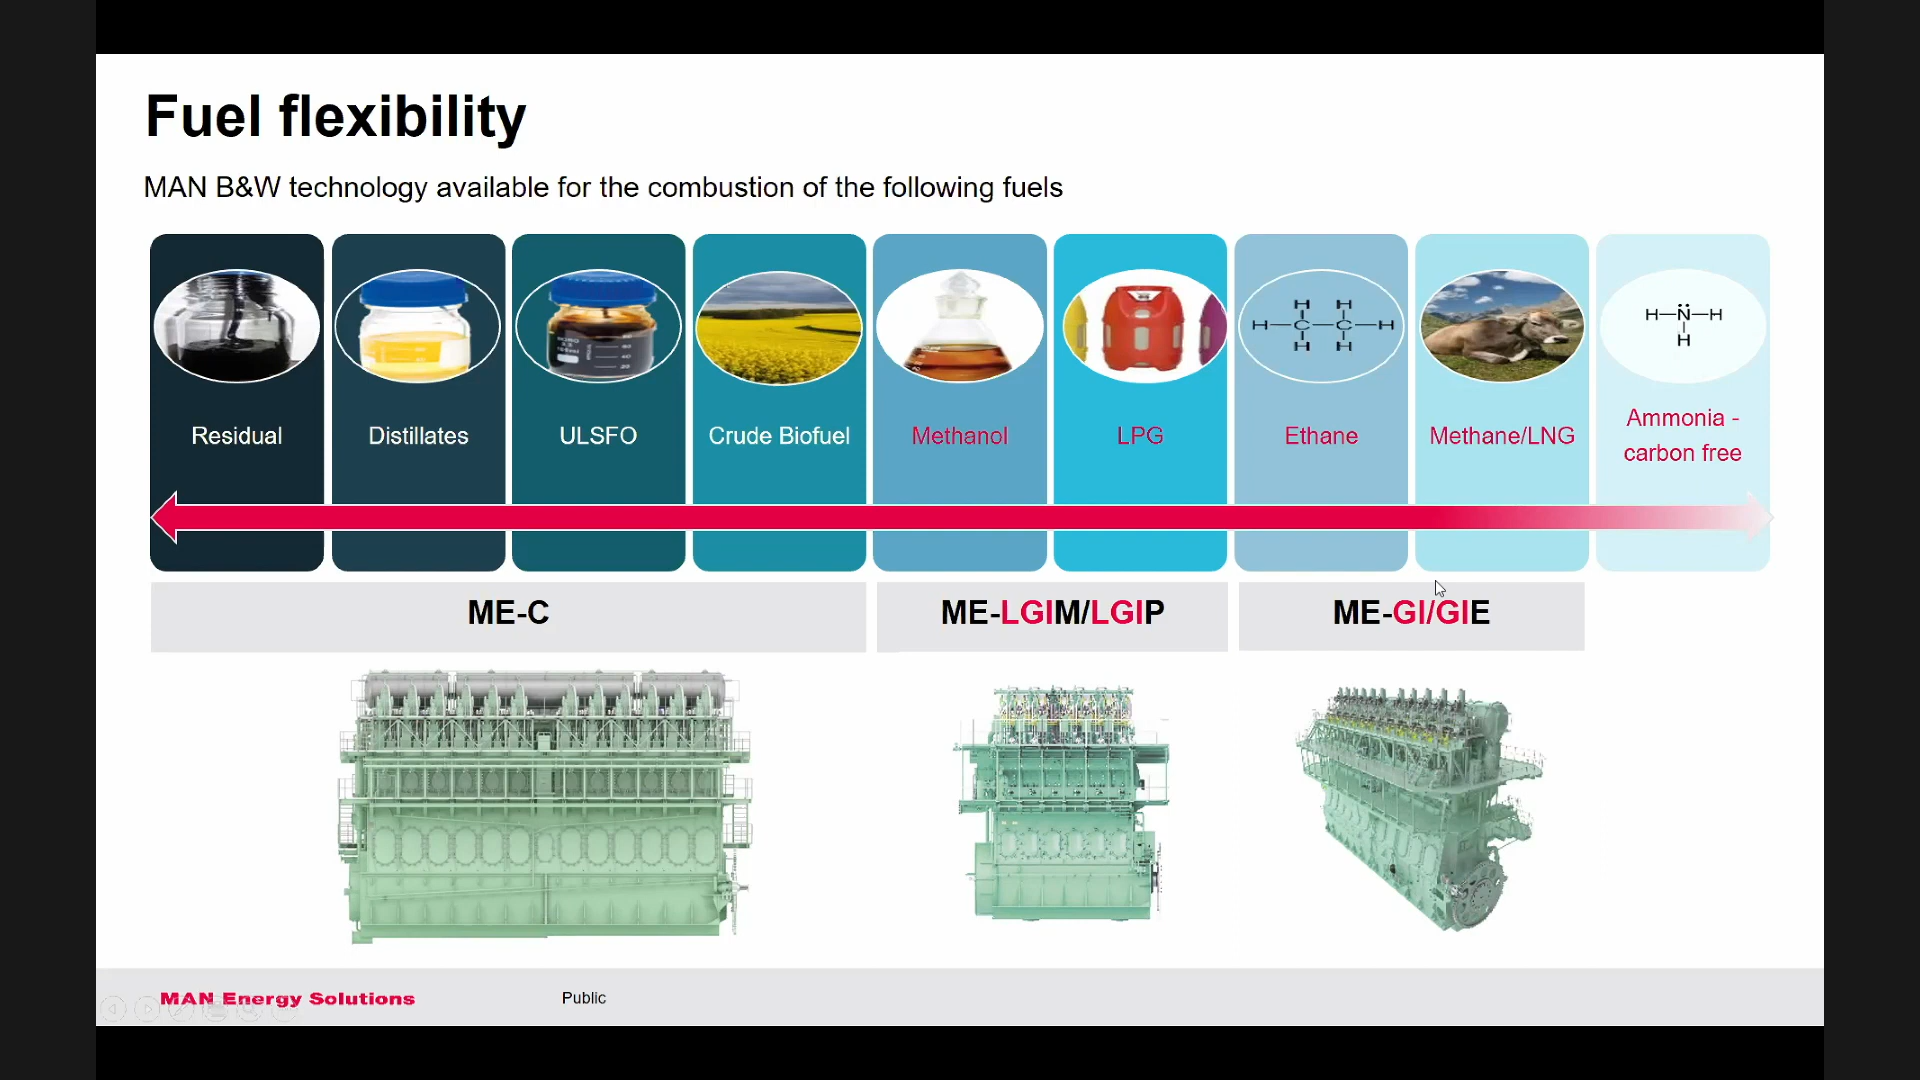 Fuel flexibility
MAN B&W technology available for the combustion of the following fuels
H H
H—C—C—H
H H
H—N—H
H
Residual
Distillates
ULSFO
Crude Biofuel
Methanol
LPG
Ethane
Methane/LNG
Ammonia -
carbon free
ME-C
ME-LGIM/LGIP
ME-GI/GIE
MAN Energy Solutions
Public